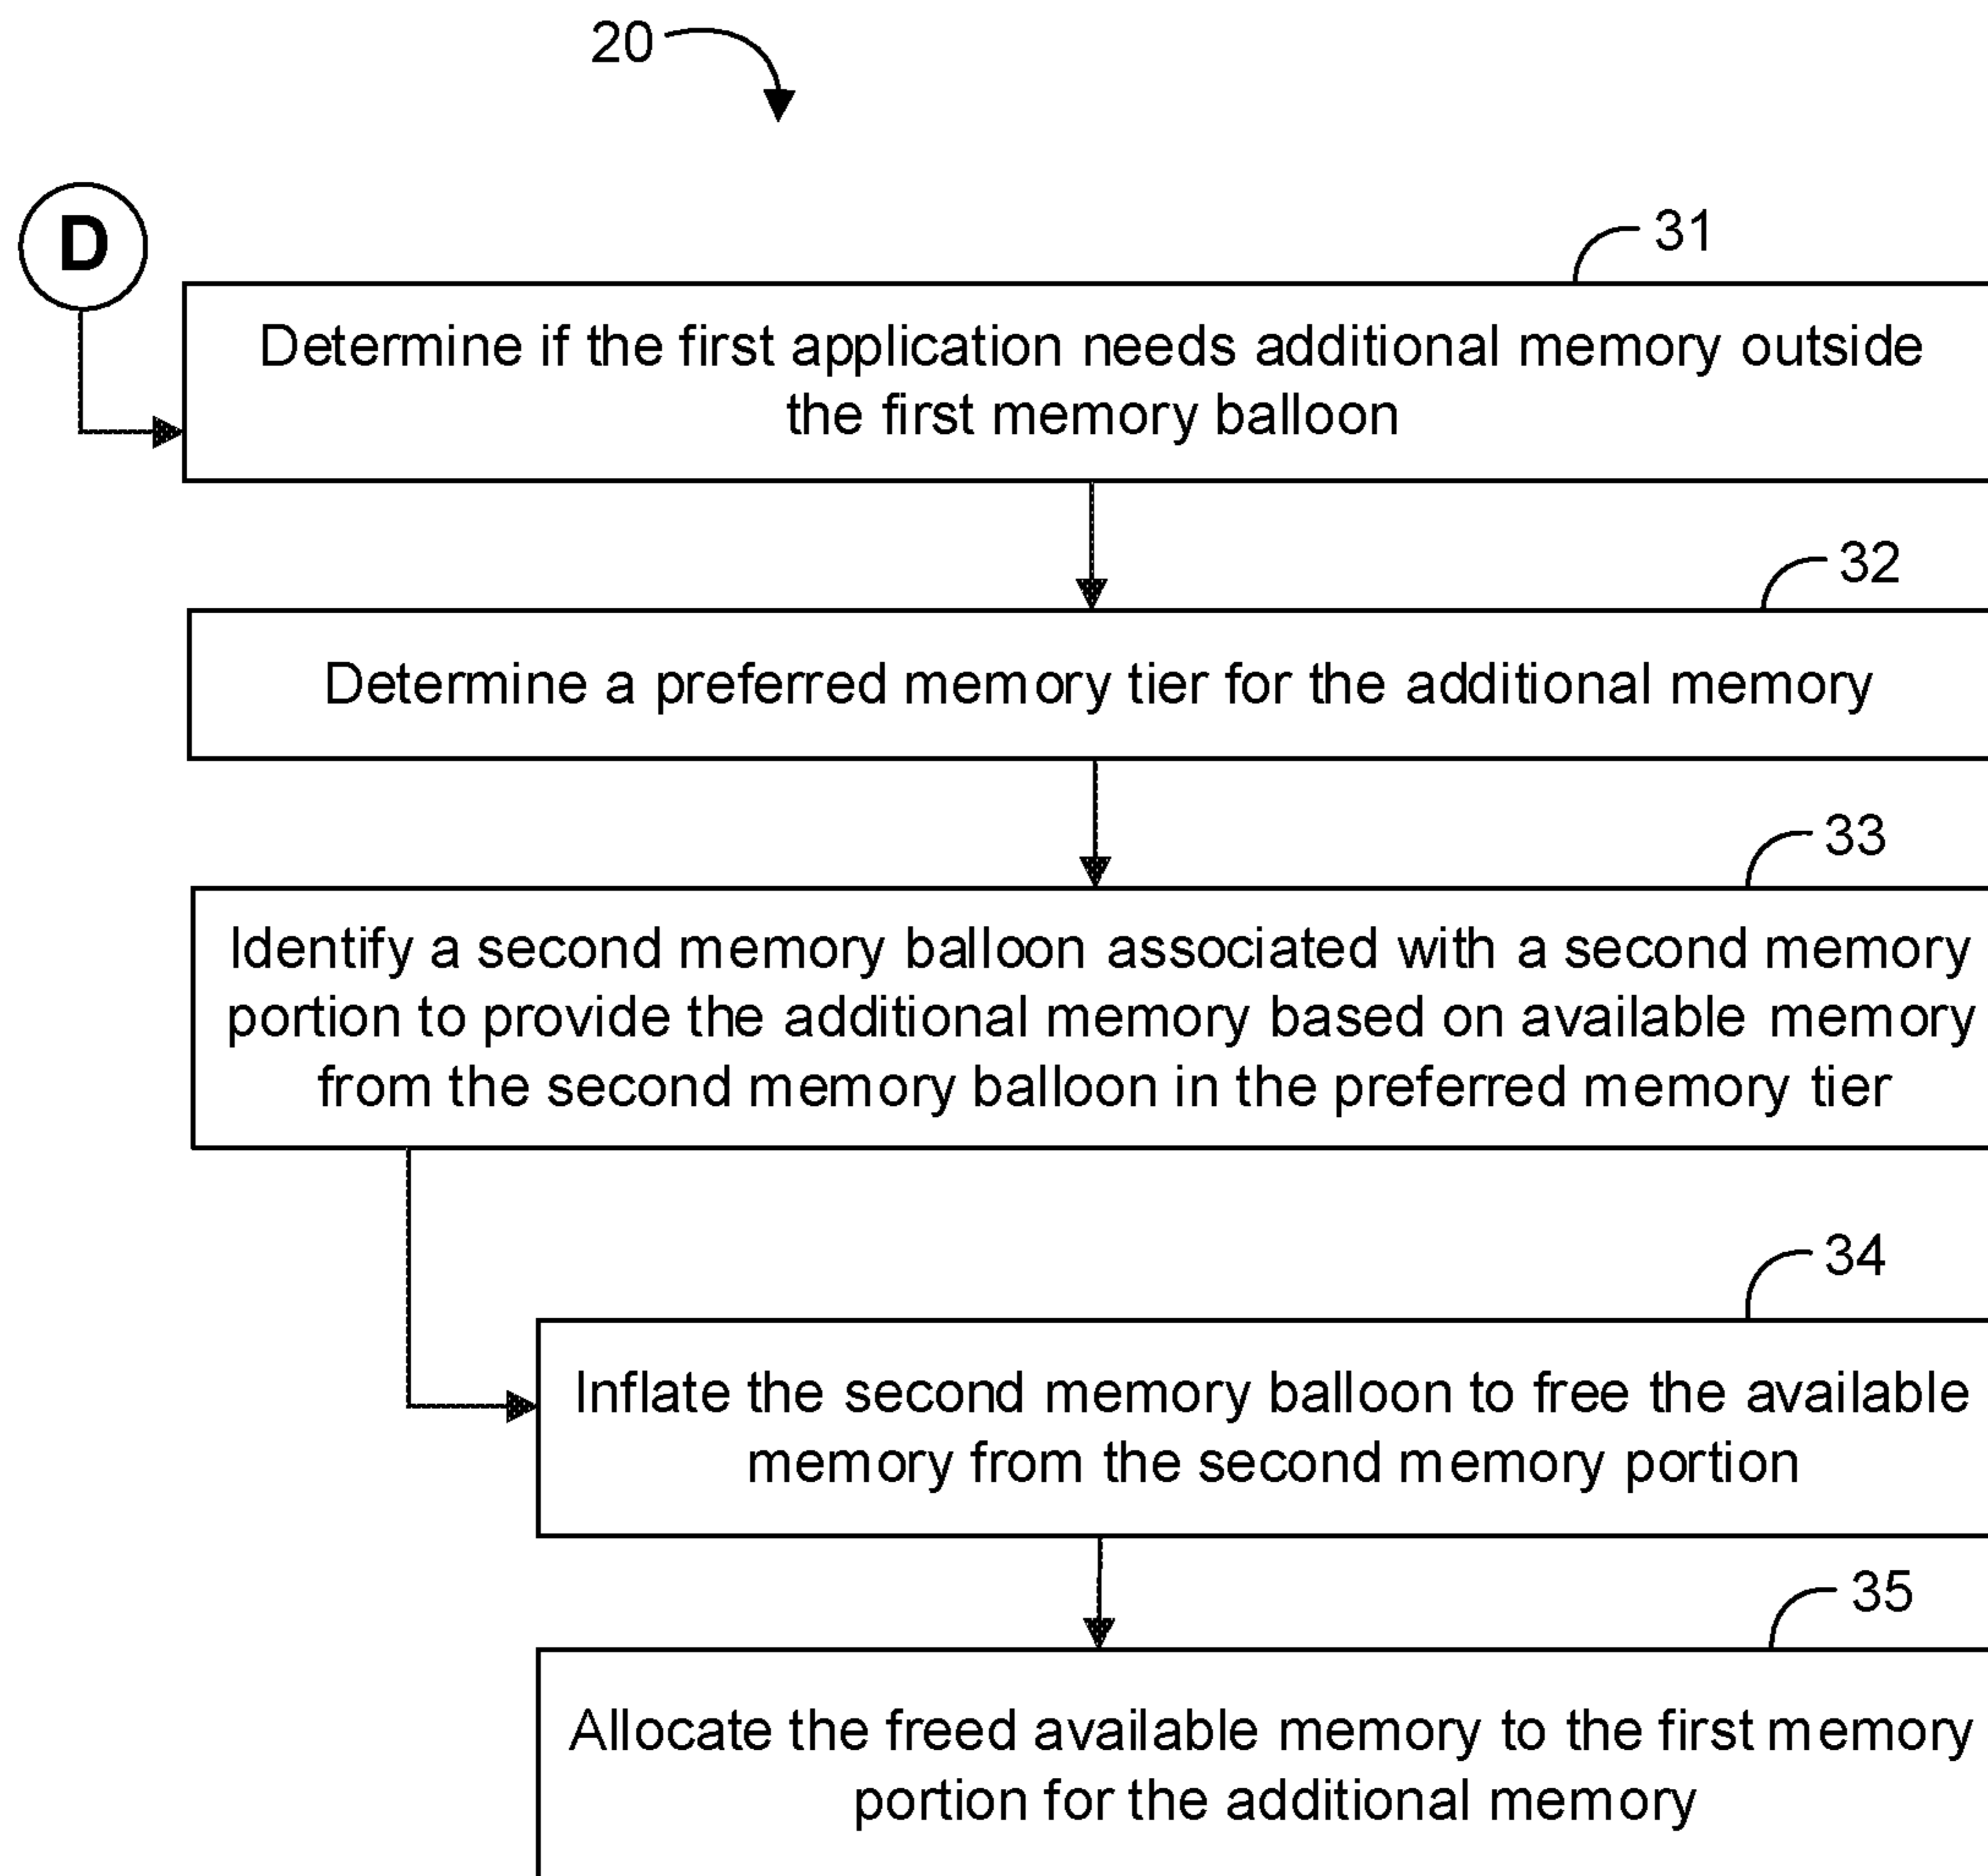 20
D
31
Determine if the first application needs additional memory outside
the first memory balloon
32
Determine a preferred memory tier for the additional memory
33
Identify a second memory balloon associated with a second memory
portion to provide the additional memory based on available memory
from the second memory balloon in the preferred memory tier
34
Inflate the second memory balloon to free the available
memory from the second memory portion
35
Allocate the freed available memory to the first memory
portion for the additional memory